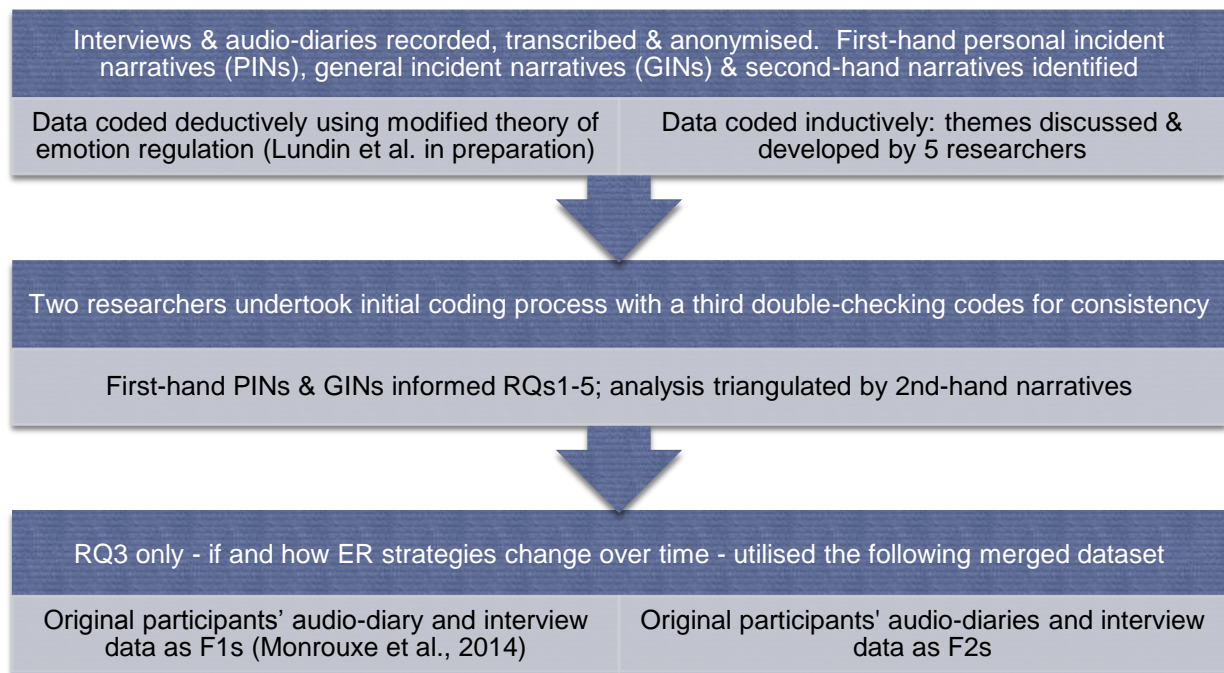 Interviews & audio-diaries recorded, transcribed & anonymised. First-hand personal incident
narratives (PINs), general incident narratives (GINs) & second-hand narratives identified
Data coded deductively using modified theory of
emotion regulation (Lundin et al. in preparation)
Data coded inductively: themes discussed &
developed by 5 researchers
Two researchers undertook initial coding process with a third double-checking codes for consistency
First-hand PINs & GINs informed RQs1-5; analysis triangulated by 2nd-hand narratives
RQ3 only - if and how ER strategies change over time - utilised the following merged dataset
Original participants’ audio-diary and interview
data as F1s (Monrouxe et al., 2014)
Original participants' audio-diaries and interview
data as F2s